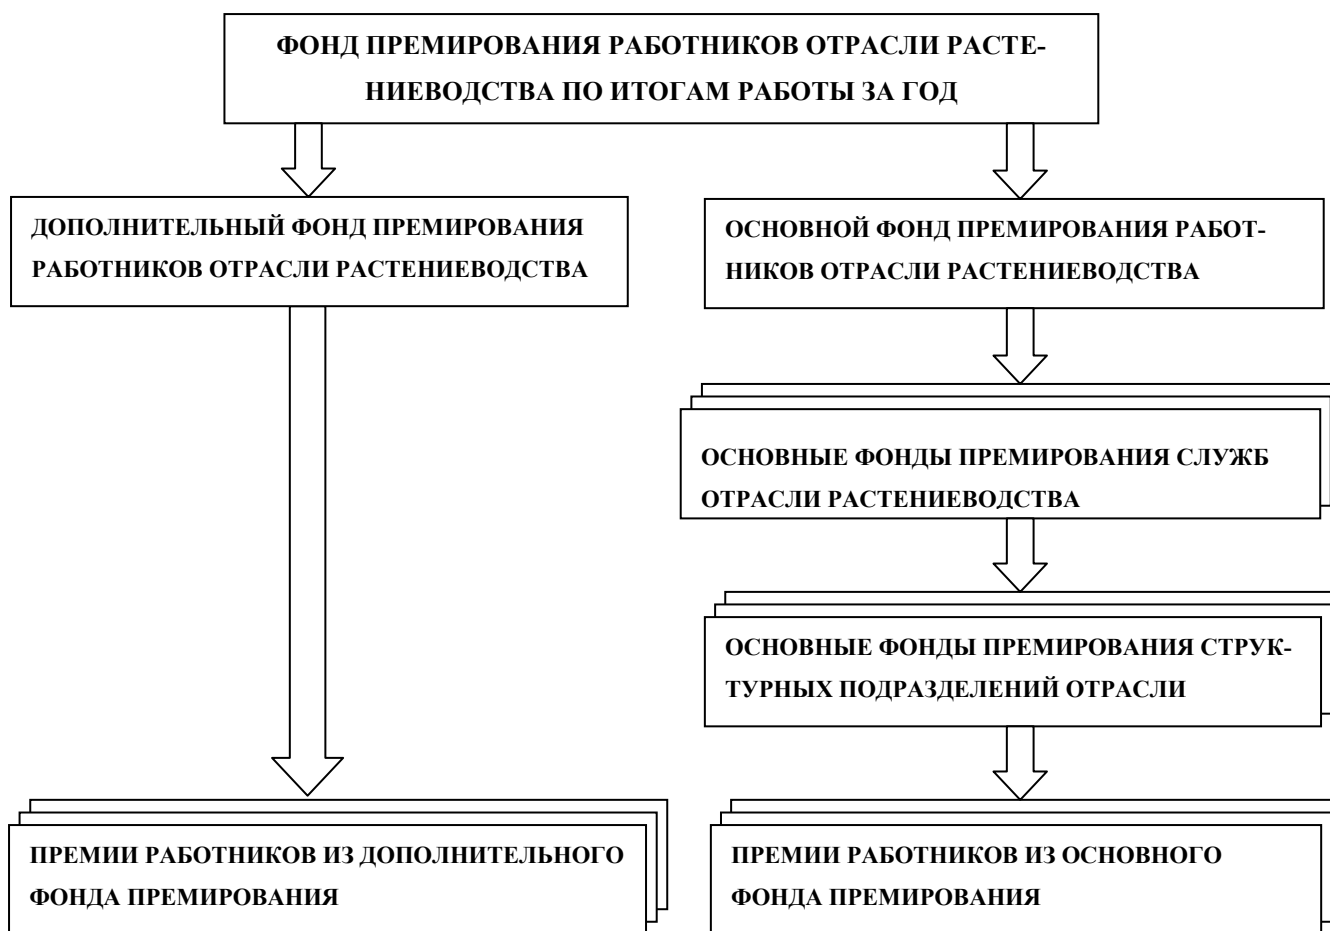 ФОНД ПРЕМИРОВАНИЯ РАБОТНИКОВ ОТРАСЛИ РАСТЕ-
НИЕВОДСТВА ПО ИТОГАМ РАБОТЫ ЗА ГОД
ДОПОЛНИТЕЛЬНЫЙ ФОНД ПРЕМИРОВАНИЯ
РАБОТНИКОВ ОТРАСЛИ РАСТЕНИЕВОДСТВА
ОСНОВНОЙ ФОНД ПРЕМИРОВАНИЯ РАБОТ-
НИКОВ ОТРАСЛИ РАСТЕНИЕВОДСТВА
ОСНОВНЫЕ ФОНДЫ ПРЕМИРОВАНИЯ СЛУЖБ
ОТРАСЛИ РАСТЕНИЕВОДСТВА
ОСНОВНЫЕ ФОНДЫ ПРЕМИРОВАНИЯ СТРУК-
ТУРНЫХ ПОДРАЗДЕЛЕНИЙ ОТРАСЛИ
ПРЕМИИ РАБОТНИКОВ ИЗ ДОПОЛНИТЕЛЬНОГО
ФОНДА ПРЕМИРОВАНИЯ
ПРЕМИИ РАБОТНИКОВ ИЗ ОСНОВНОГО
ФОНДА ПРЕМИРОВАНИЯ